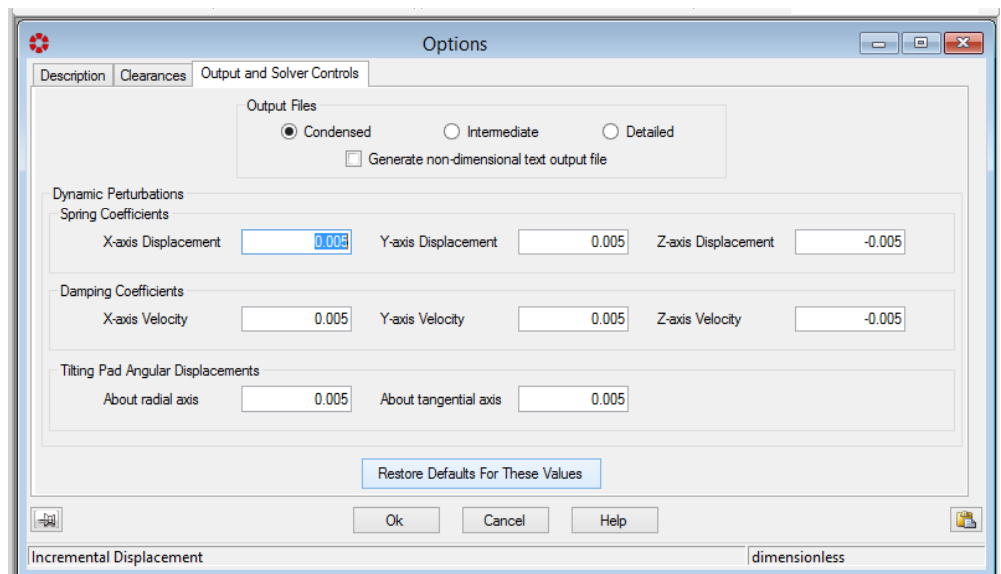 Options
Description Clearances Output and Solver Controls
Output Files
Condensed Intermediate Detailed
Generate non-dimensional text output file
Dynamic Perturbations
Spring Coefficients
X-axis Displacement 0.005 Y-axis Displacement 0.005 Z-axis Displacement -0.005
Damping Coefficients
X-axis Velocity 0.005 Y-axis Velocity 0.005 Z-axis Velocity -0.005
Tilting Pad Angular Displacements
About radial axis 0.005 About tangential axis 0.005
Restore Defaults For These Values
Ok Cancel Help
Incremental Displacement dimensionless